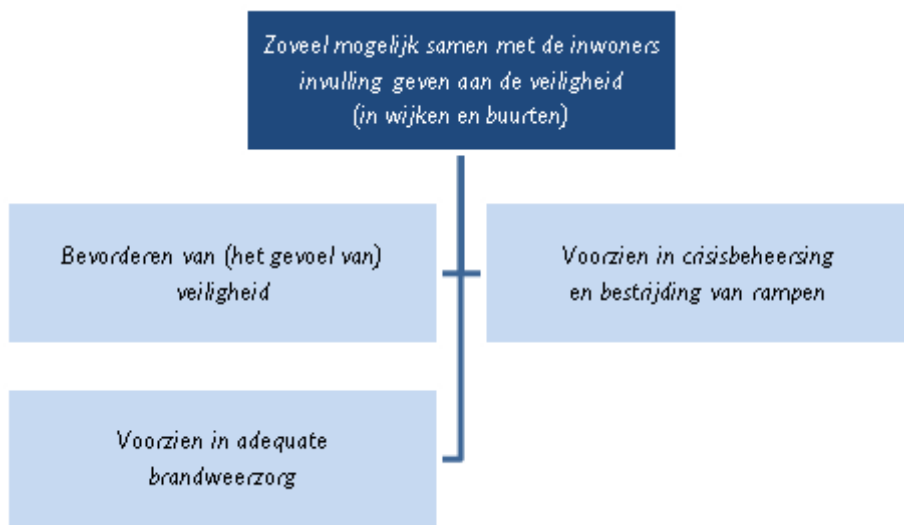 Zoveel mogelijk samen met de inwoners
invulling geven aan de veiligheid
(in wijken en buurten)
Bevorderen van (het gevoel van)
veiligheid
Voorzien in crisisbeheersing
en bestrijding van rampen
Voorzien in adequate
brandweerzorg